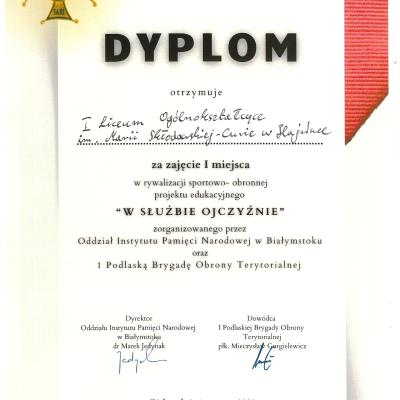 DYPLOM
otrzymuje
I Liceum Ogólnokształcące
im. Marii Skłodowskiej-Curie w
za zajęcie I miejsca
w rywalizacji sportowo- obronnej
projektu edukacyjnego
“W SŁUŻBIE OJCZYŹNIE”
zorganizowanego przez
Oddział Instytutu Pamięci Narodowej w Białymstoku
oraz
1 Podlaską Brygadę Obrony Terytorialnej
Dyrektor
Oddziału Instytutu Pamięci Narodowej
w Białymstoku
dr Marek Jedynak
Dowódca
1 Podlaskiej Brygady Obrony
Terytorialnej
płk. Mieczysław Gurgielewicz